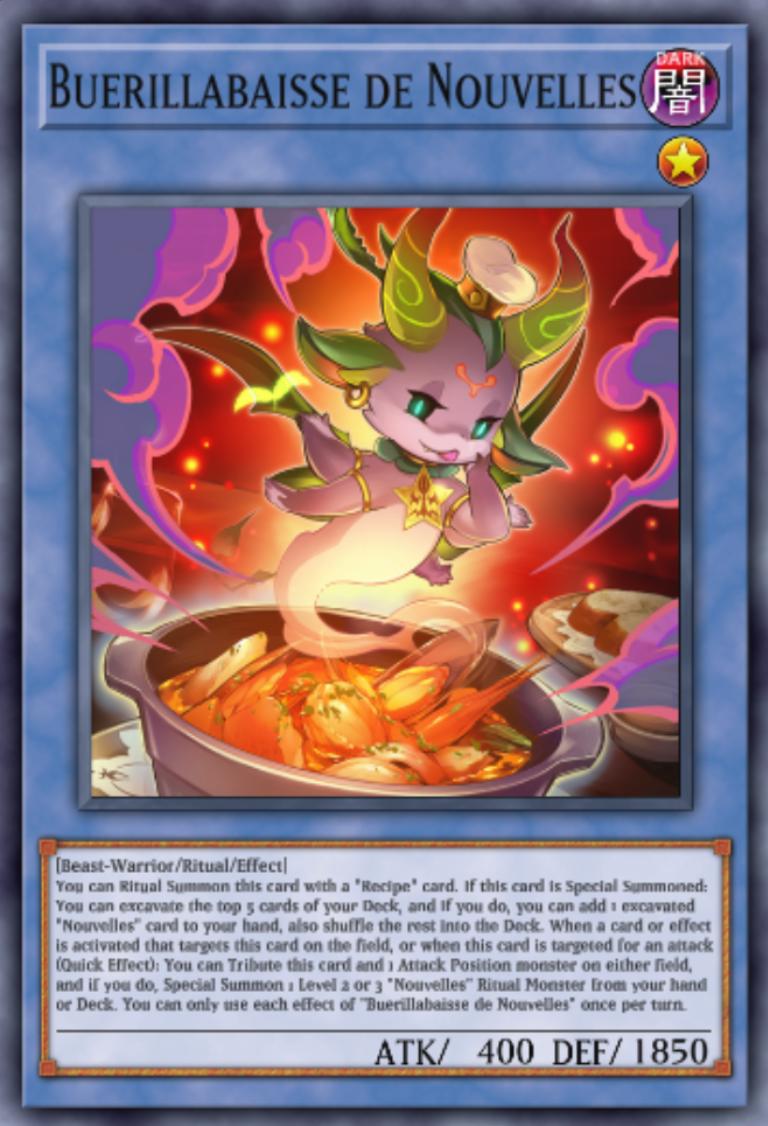 BUERILLABAISSE DE NOUVELLES
DARK
闇
[Beast-Warrior/Ritual/Effect]
You can Ritual Summon this card with a "Recipe" card. If this card is Special Summoned:
You can excavate the top 5 cards of your Deck, and if you do, you can add 1 excavated
"Nouvelles" card to your hand, also shuffle the rest into the Deck. When a card or effect
is activated that targets this card on the field, or when this card is targeted for an attack
(Quick Effect): You can Tribute this card and 1 Attack Position monster on either field,
and if you do, Special Summon 1 Level 2 or 3 "Nouvelles" Ritual Monster from your hand
or Deck. You can only use each effect of "Buerillabaisse de Nouvelles" once per turn.
ATK/ 400 DEF/ 1850